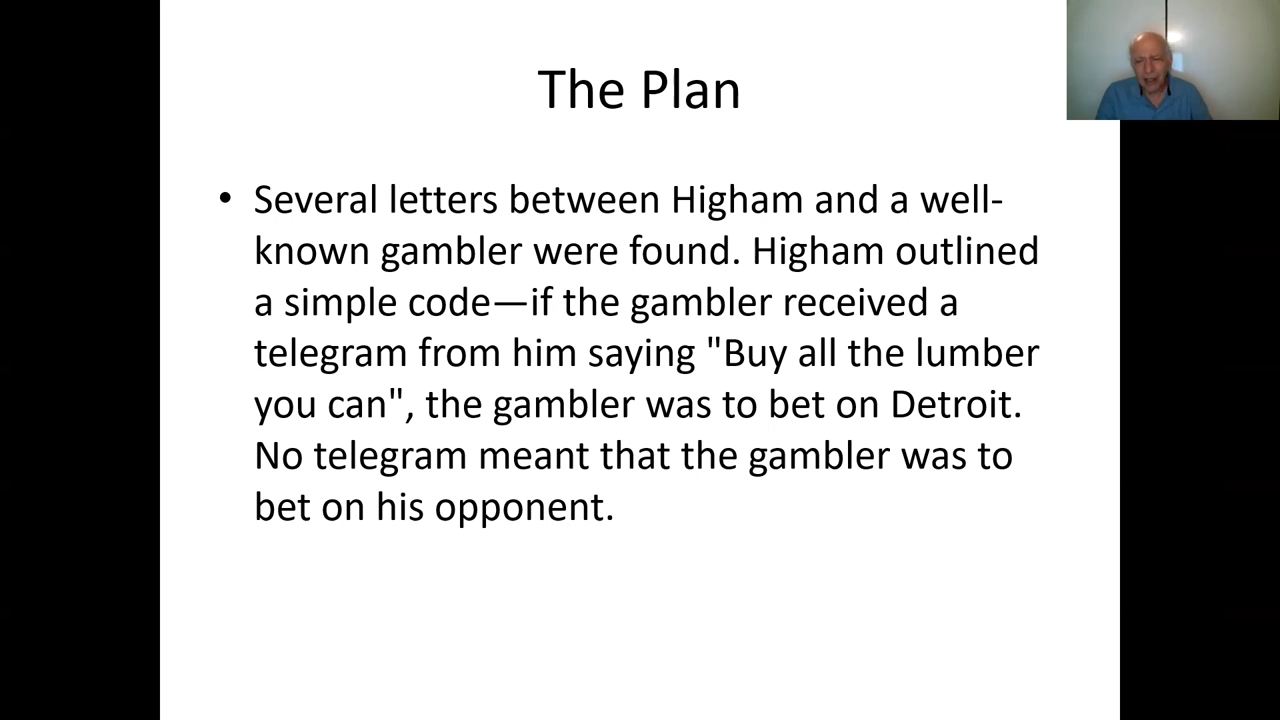 The Plan
• Several letters between Higham and a well-
known gambler were found. Higham outlined
a simple code—if the gambler received a
telegram from him saying "Buy all the lumber
you can", the gambler was to bet on Detroit.
No telegram meant that the gambler was to
bet on his opponent.